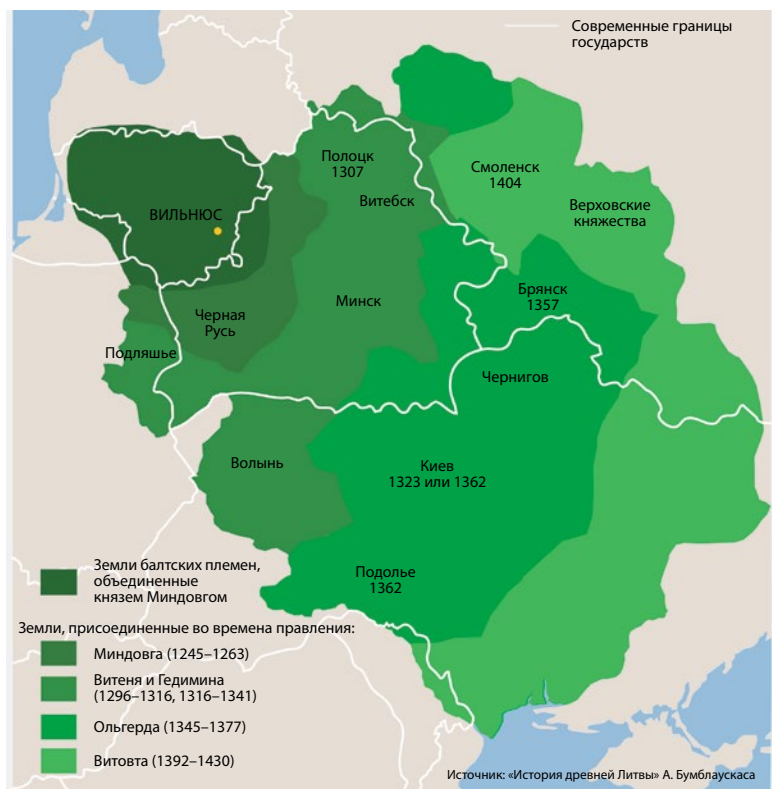 Современные границы
государств
Полоцк
1307
Смоленск
1404
Витебск
Верховские
княжества
ВИЛЬНЮС
Брянск
1357
Минск
Черная
Русь
Подляшье
Чернигов
Волынь
Киев
1323 или 1362
Подолье
1362
Земли балтских племен,
объединенные
князем Миндовгом
Земли, присоединенные во времена правления:
Миндовга (1245–1263)
Витеня и Гедимина
(1296–1316, 1316–1341)
Ольгерда (1345–1377)
Витовта (1392–1430)
Источник: «История древней Литвы» А. Бумблаускаса